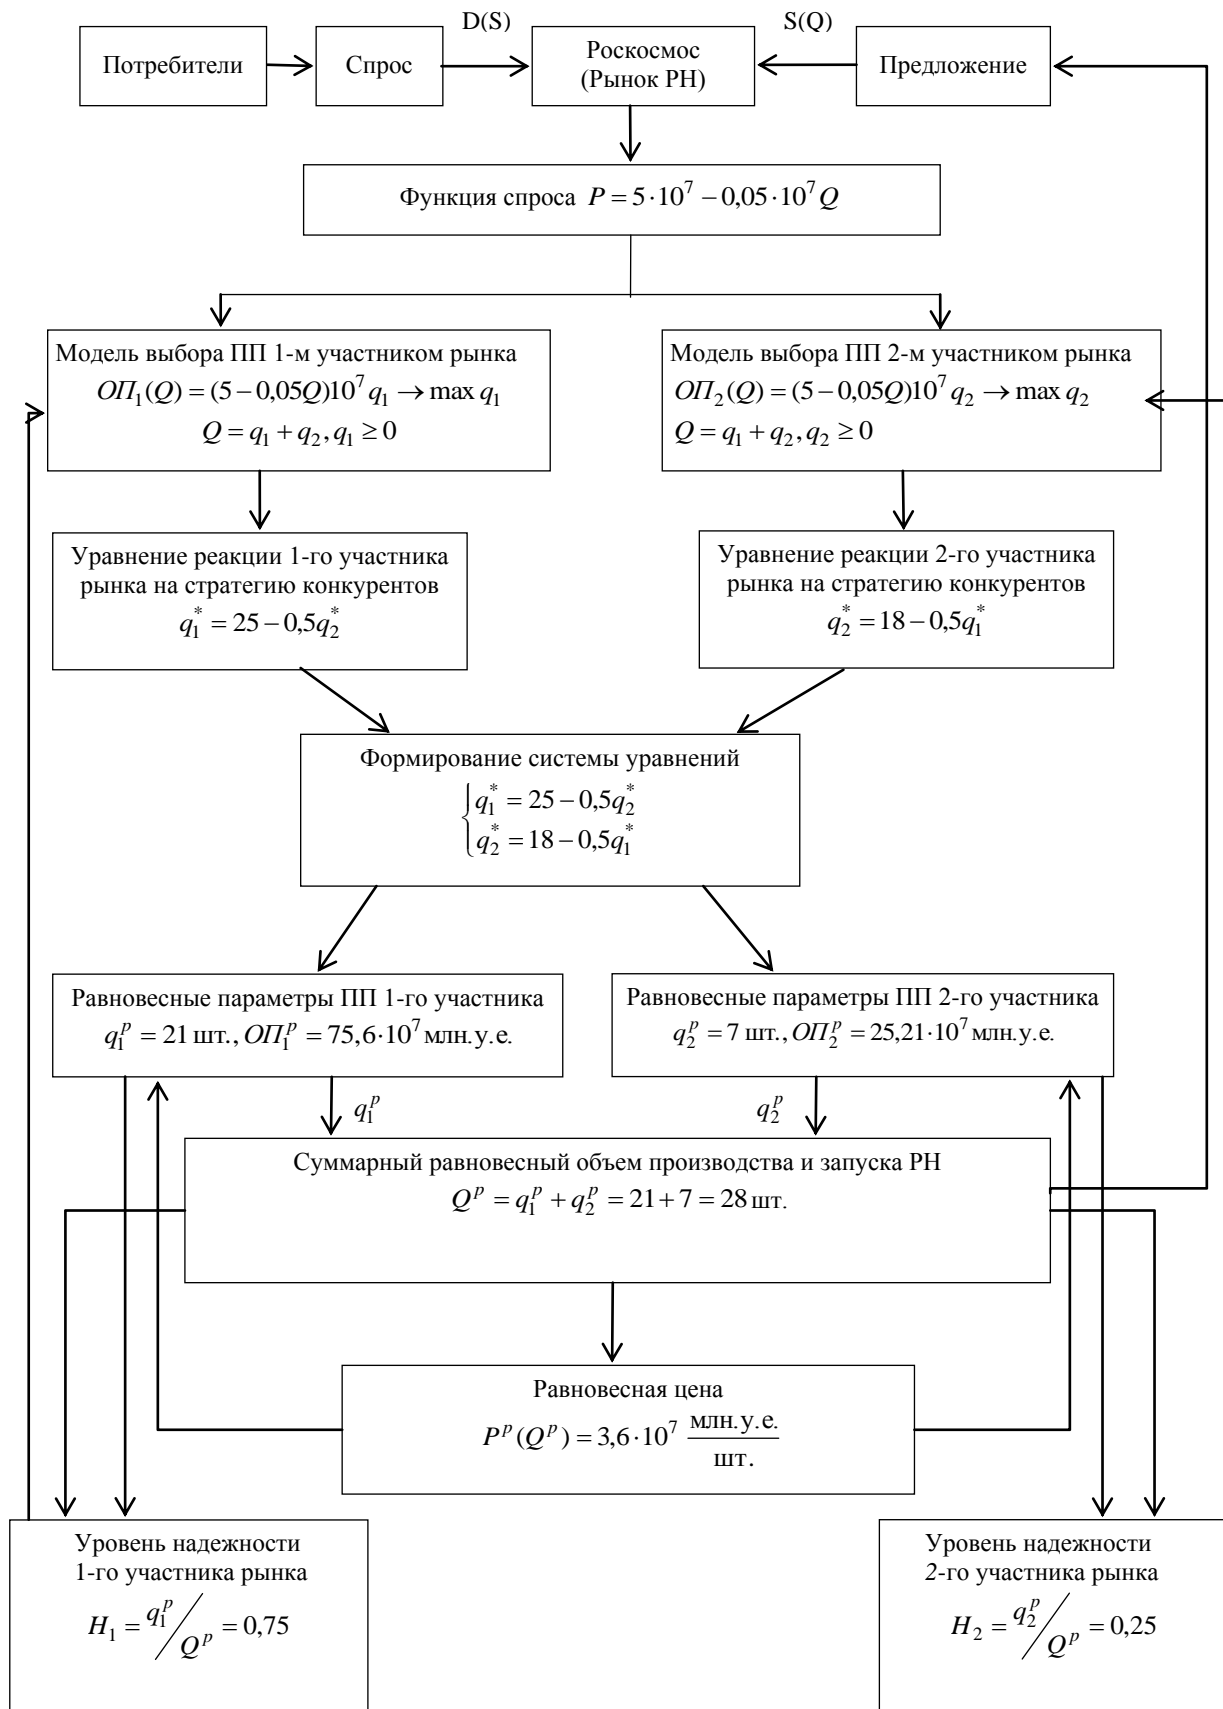 D(S)
S(Q)
Потребители
Спрос
Роскосмос
(Рынок РН)
Предложение
Функция спроса P = 5·10⁷ − 0,05·10⁷Q
Модель выбора ПП 1-м участником рынка
ОП₁(Q) = (5 − 0,05Q)10⁷ q₁ → max q₁
Q = q₁ + q₂, q₁ ≥ 0
Модель выбора ПП 2-м участником рынка
ОП₂(Q) = (5 − 0,05Q)10⁷ q₂ → max q₂
Q = q₁ + q₂, q₂ ≥ 0
Уравнение реакции 1-го участника
рынка на стратегию конкурентов
q₁* = 25 − 0,5q₂*
Уравнение реакции 2-го участника
рынка на стратегию конкурентов
q₂* = 18 − 0,5q₁*
Формирование системы уравнений
q₁* = 25 − 0,5q₂*
q₂* = 18 − 0,5q₁*
Равновесные параметры ПП 1-го участника
q₁ᵖ = 21 шт., ОП₁ᵖ = 75,6·10⁷ млн.у.е.
Равновесные параметры ПП 2-го участника
q₂ᵖ = 7 шт., ОП₂ᵖ = 25,21·10⁷ млн.у.е.
q₁ᵖ
q₂ᵖ
Суммарный равновесный объем производства и запуска РН
Qᵖ = q₁ᵖ + q₂ᵖ = 21 + 7 = 28 шт.
Равновесная цена
Pᵖ(Qᵖ) = 3,6·10⁷ млн.у.е./шт.
Уровень надежности
1-го участника рынка
H₁ = q₁ᵖ/Qᵖ = 0,75
Уровень надежности
2-го участника рынка
H₂ = q₂ᵖ/Qᵖ = 0,25